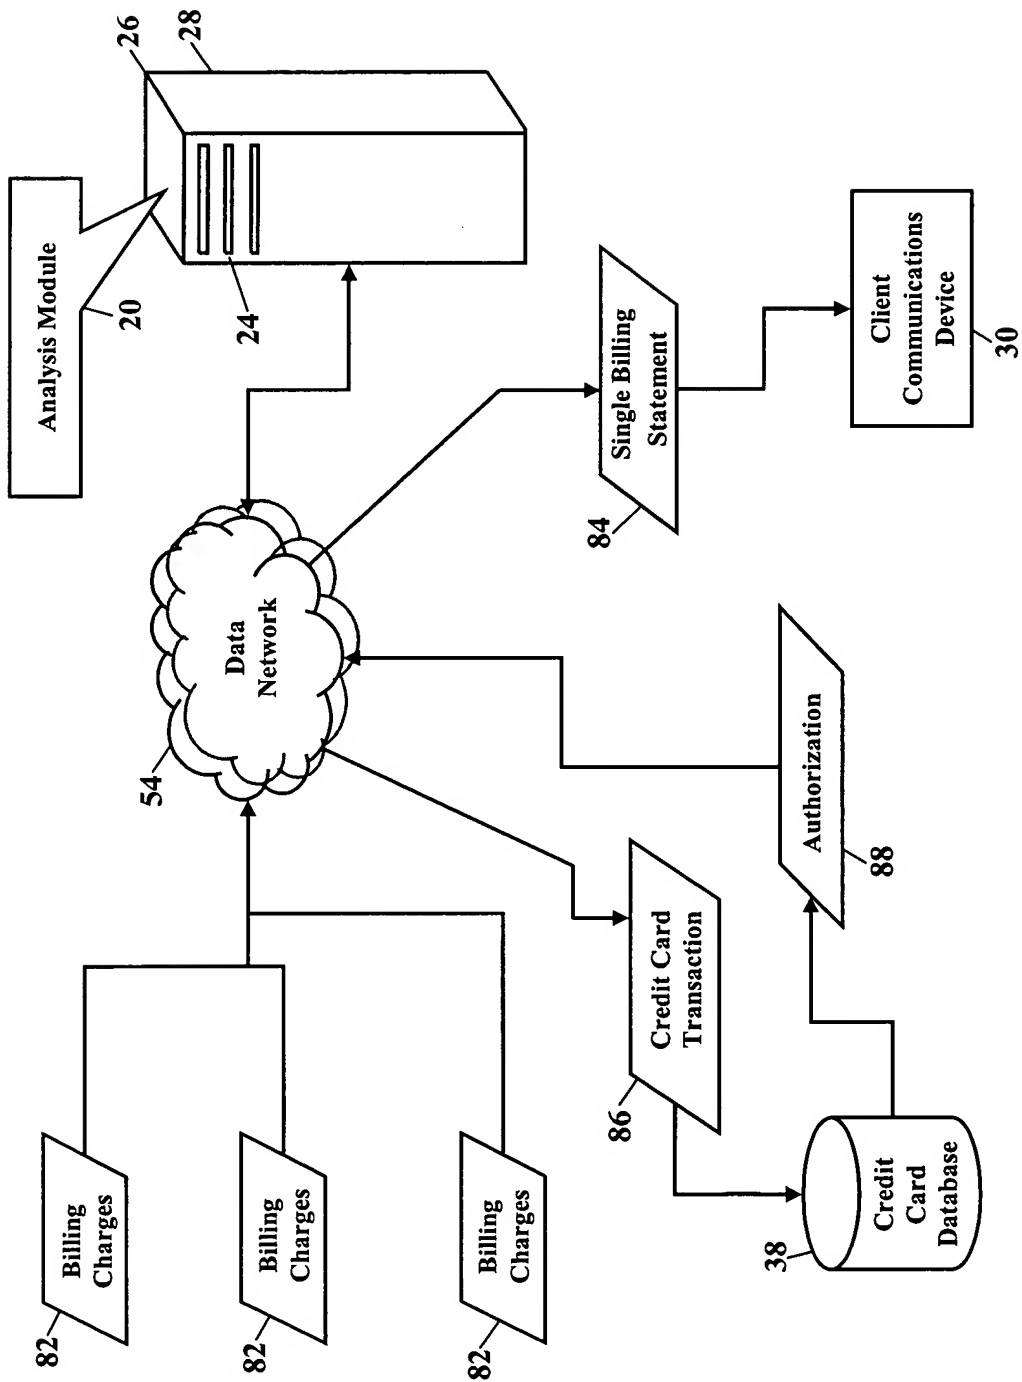 Analysis Module
20
26
28
24
Data
Network
54
82
Billing
Charges
82
Billing
Charges
82
Billing
Charges
Single Billing
Statement
84
Client
Communications
Device
30
Credit Card
Transaction
86
Authorization
88
Credit
Card
Database
38